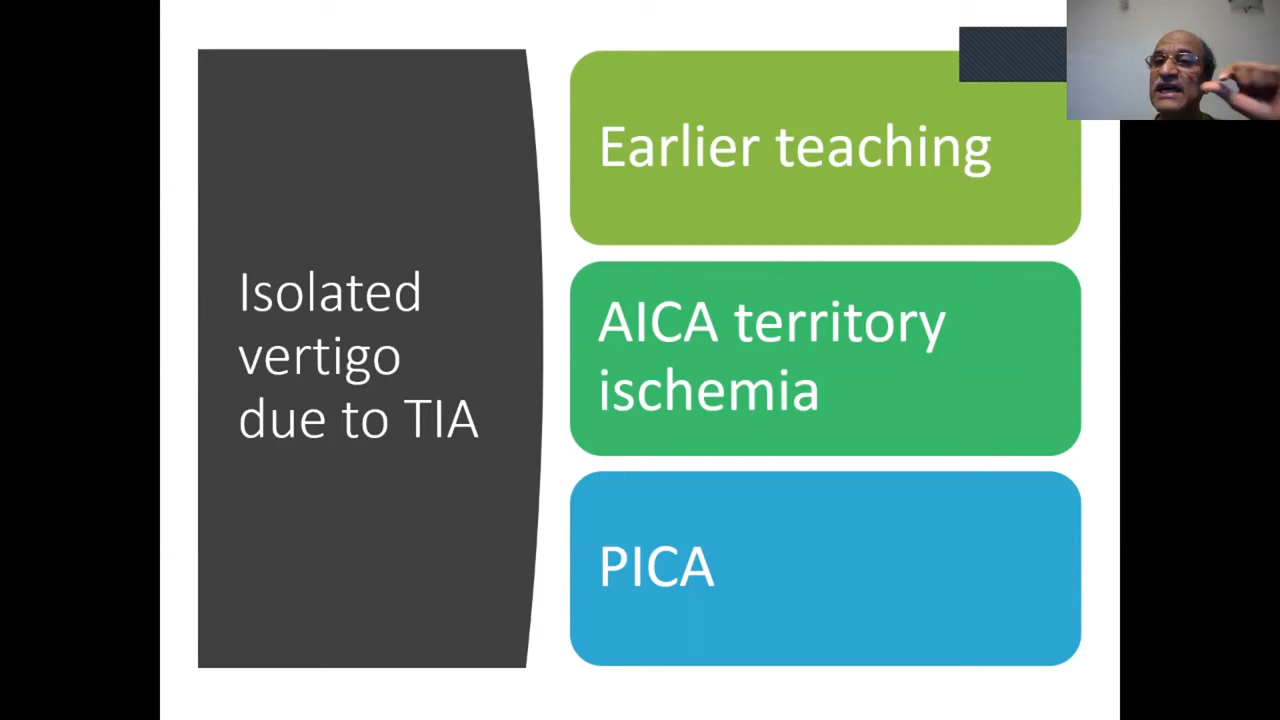 Isolated
vertigo
due to TIA
Earlier teaching
AICA territory
ischemia
PICA